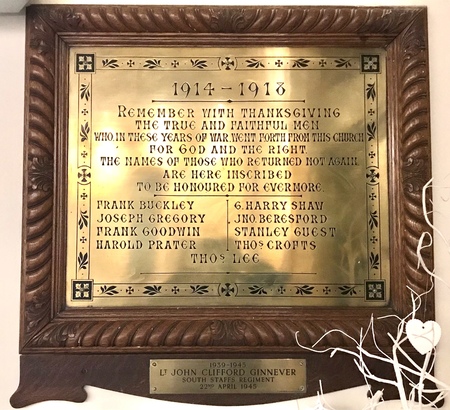 1914-1918
REMEMBER WITH THANKSGIVING
THE TRUE AND FAITHFUL MEN
WHO IN THESE YEARS OF WAR WENT FORTH FROM THIS CHURCH
FOR GOD AND THE RIGHT.
THE NAMES OF THOSE WHO RETURNED NOT AGAIN
ARE HERE INSCRIBED
TO BE HONOURED FOR EVERMORE.
FRANK BUCKLEY G. HARRY SHAW
JOSEPH GREGORY JNO BERESFORD
FRANK GOODWIN STANLEY GUEST
HAROLD PRATER THOS CROFTS
THOS LEE
1939-1945
LT JOHN CLIFFORD GINNEVER
SOUTH STAFFS REGIMENT
22ND APRIL 1945